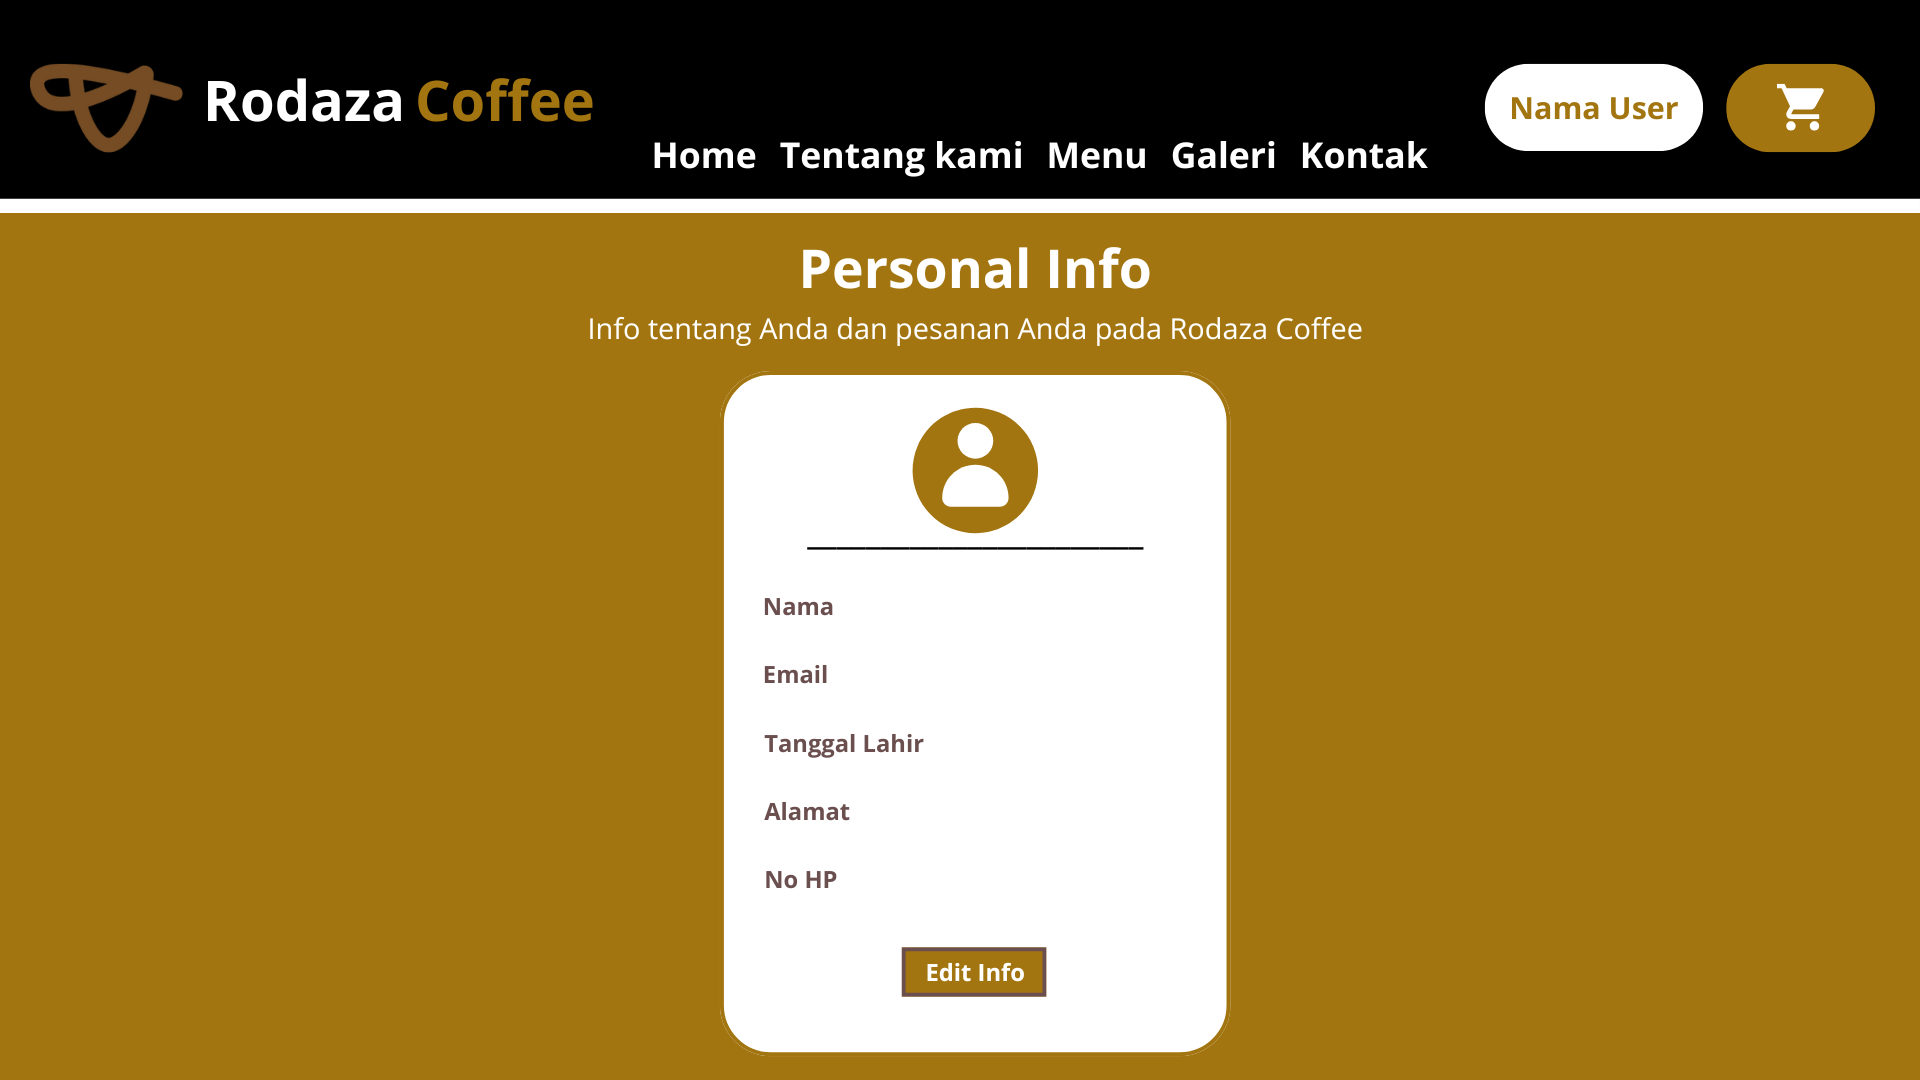 Rodaza Coffee
Nama User
Home Tentang kami Menu Galeri Kontak
Personal Info
Info tentang Anda dan pesanan Anda pada Rodaza Coffee
Nama
Email
Tanggal Lahir
Alamat
No HP
Edit Info